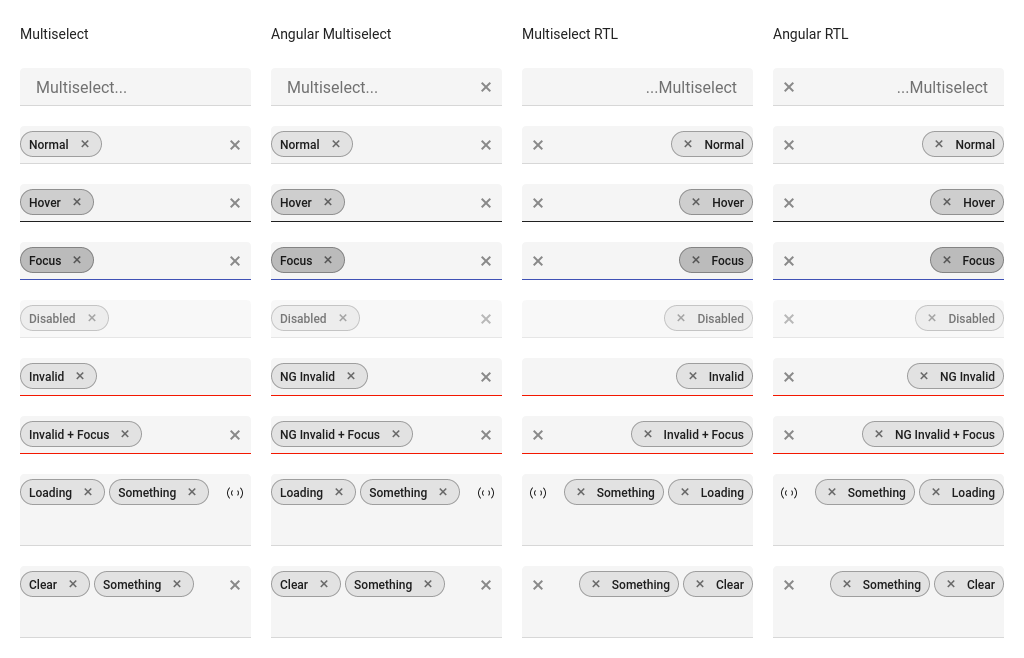 Multiselect Angular Multiselect Multiselect RTL Angular RTL
Multiselect... Multiselect... ...Multiselect ...Multiselect
Normal Normal Normal Normal
Hover Hover Hover Hover
Focus Focus Focus Focus
Disabled Disabled Disabled Disabled
Invalid NG Invalid Invalid NG Invalid
Invalid + Focus NG Invalid + Focus Invalid + Focus NG Invalid + Focus
Loading Something Loading Something Something Loading Something Loading
Clear Something Clear Something Something Clear Something Clear